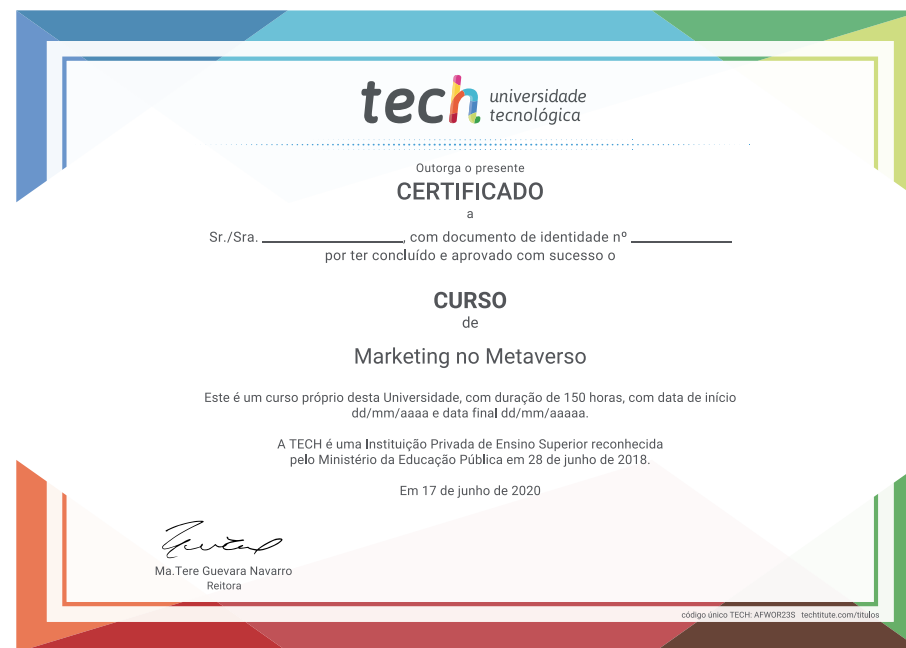 tech universidade
tecnológica
Outorga o presente
CERTIFICADO
a
Sr./Sra. ____________, com documento de identidade nº ____________
por ter concluído e aprovado com sucesso o
CURSO
de
Marketing no Metaverso
Este é um curso próprio desta Universidade, com duração de 150 horas, com data de início
dd/mm/aaaa e data final dd/mm/aaaaa.
A TECH é uma Instituição Privada de Ensino Superior reconhecida
pelo Ministério da Educação Pública em 28 de junho de 2018.
Em 17 de junho de 2020
Ma.Tere Guevara Navarro
Reitora
código único TECH: AFWOR23S techtitute.com/titulos